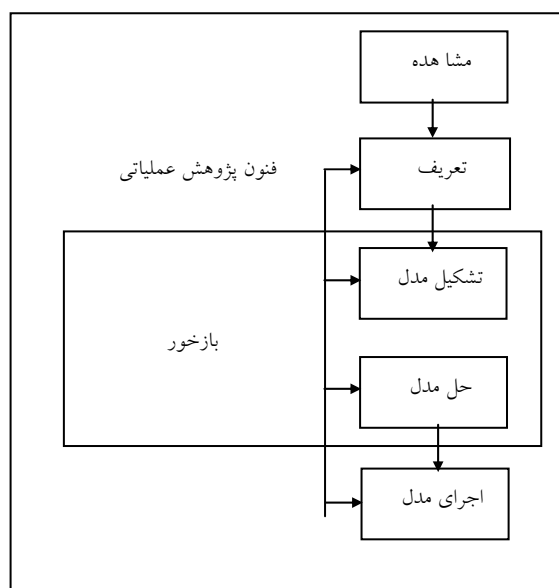 مشا هده
تعریف
فنون پژوهش عملیاتی
تشکیل مدل
بازخور
حل مدل
اجرای مدل